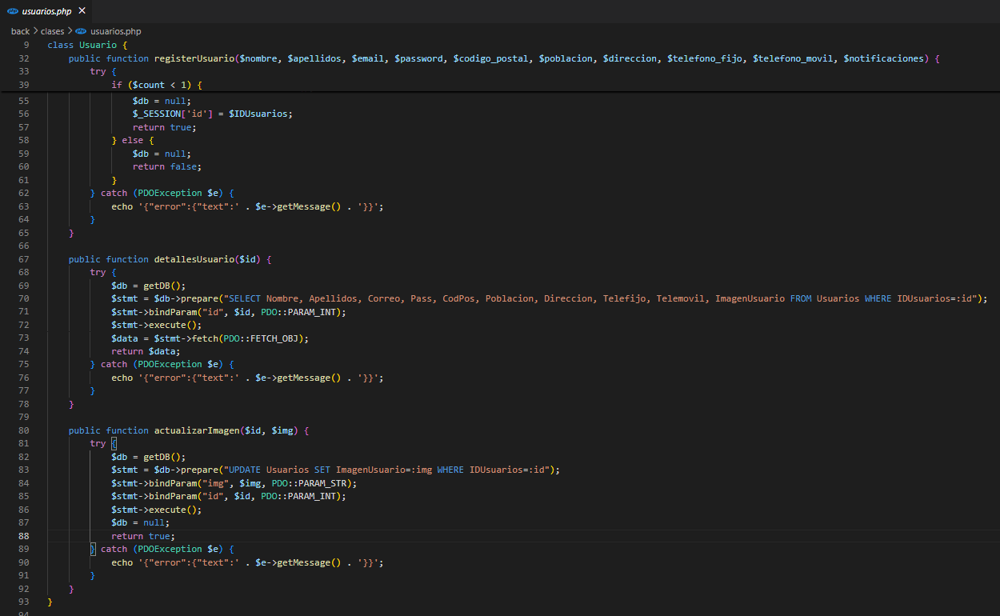 usuarios.php
back > clases > usuarios.php
9 class Usuario {
32 public function registerUsuario($nombre, $apellidos, $email, $password, $codigo_postal, $poblacion, $direccion, $telefono_fijo, $telefono_movil, $notificaciones) {
33 try {
39 if ($count < 1) {
55 $db = null;
56 $_SESSION['id'] = $IDUsuarios;
57 return true;
58 } else {
59 $db = null;
60 return false;
61 }
62 } catch (PDOException $e) {
63 echo '{"error":{"text":' . $e->getMessage() . '}}';
64 }
65 }
66
67 public function detallesUsuario($id) {
68 try {
69 $db = getDB();
70 $stmt = $db->prepare("SELECT Nombre, Apellidos, Correo, Pass, CodPos, Poblacion, Direccion, Telefijo, Telemovil, ImagenUsuario FROM Usuarios WHERE IDUsuarios=:id");
71 $stmt->bindParam("id", $id, PDO::PARAM_INT);
72 $stmt->execute();
73 $data = $stmt->fetch(PDO::FETCH_OBJ);
74 return $data;
75 } catch (PDOException $e) {
76 echo '{"error":{"text":' . $e->getMessage() . '}}';
77 }
78 }
79
80 public function actualizarImagen($id, $img) {
81 try {
82 $db = getDB();
83 $stmt = $db->prepare("UPDATE Usuarios SET ImagenUsuario=:img WHERE IDUsuarios=:id");
84 $stmt->bindParam("img", $img, PDO::PARAM_STR);
85 $stmt->bindParam("id", $id, PDO::PARAM_INT);
86 $stmt->execute();
87 $db = null;
88 return true;
89 } catch (PDOException $e) {
90 echo '{"error":{"text":' . $e->getMessage() . '}}';
91 }
92 }
93 }
94